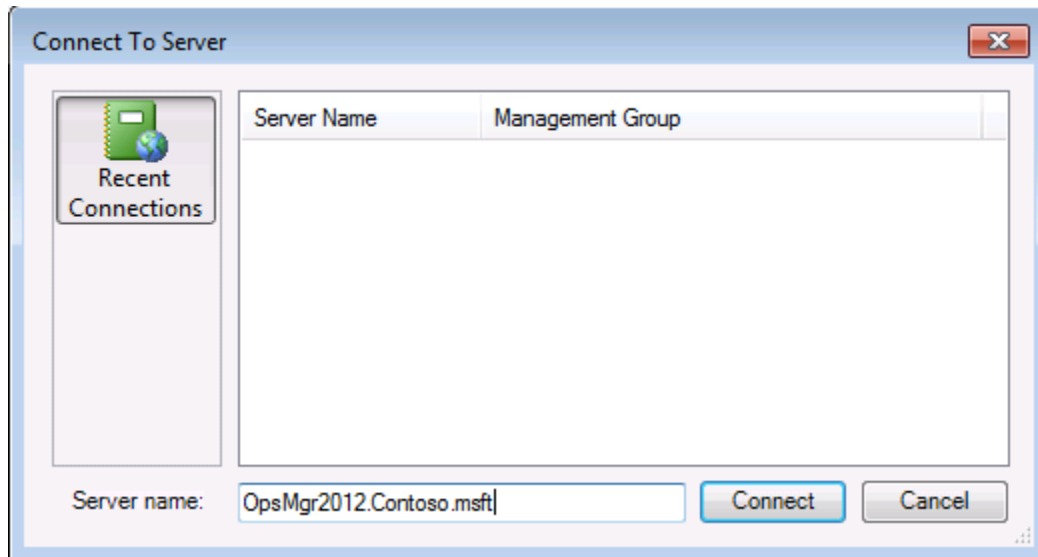 Connect To Server
Server Name Management Group
Recent
Connections
Server name: OpsMgr2012.Contoso.msft Connect Cancel